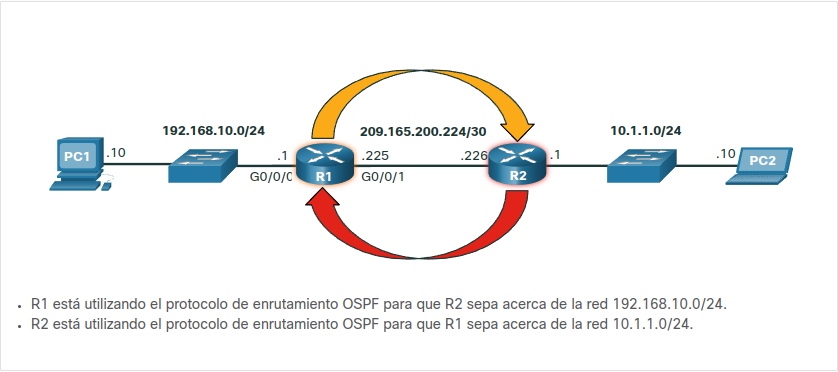 192.168.10.0/24 209.165.200.224/30 10.1.1.0/24
PC1 .10 .1 R1 .225 .226 R2 .1 .10 PC2
G0/0/0 G0/0/1
• R1 está utilizando el protocolo de enrutamiento OSPF para que R2 sepa acerca de la red 192.168.10.0/24.
• R2 está utilizando el protocolo de enrutamiento OSPF para que R1 sepa acerca de la red 10.1.1.0/24.